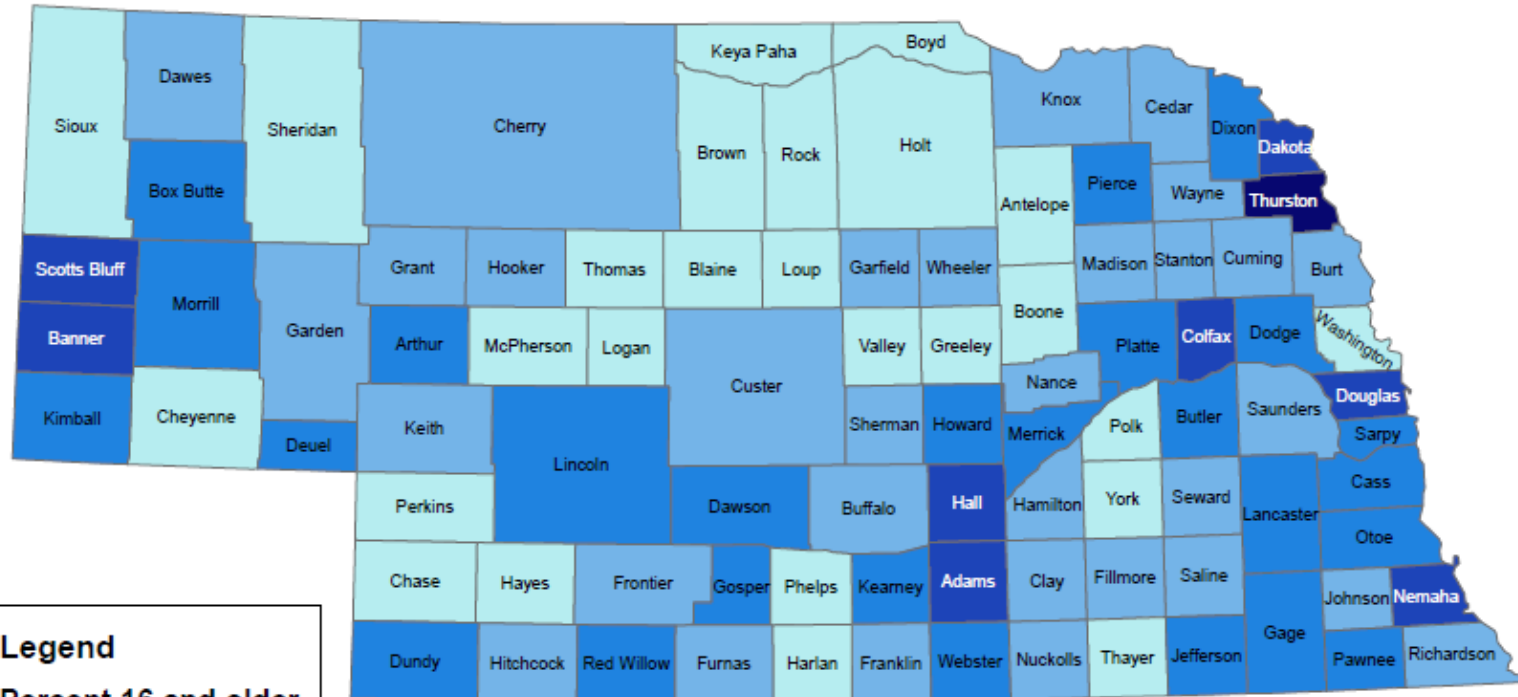 Keya Paha
Boyd
Dawes
Knox
Cedar
Sioux
Sheridan
Cherry
Dixon
Dakota
Brown
Rock
Holt
Box Butte
Pierce
Wayne
Thurston
Antelope
Scotts Bluff
Grant
Hooker
Thomas
Blaine
Loup
Garfield
Wheeler
Madison
Stanton
Cuming
Burt
Morrill
Garden
Boone
Banner
Arthur
McPherson
Logan
Valley
Greeley
Platte
Colfax
Dodge
Washington
Custer
Nance
Douglas
Kimball
Cheyenne
Deuel
Keith
Sherman
Howard
Merrick
Polk
Butler
Saunders
Sarpy
Lincoln
Cass
Perkins
Dawson
Buffalo
Hall
Hamilton
York
Seward
Lancaster
Otoe
Chase
Hayes
Frontier
Gosper
Phelps
Kearney
Adams
Clay
Fillmore
Saline
Johnson
Nemaha
Gage
Dundy
Hitchcock
Red Willow
Furnas
Harlan
Franklin
Webster
Nuckolls
Thayer
Jefferson
Pawnee
Richardson
Legend
Percent 16 and older